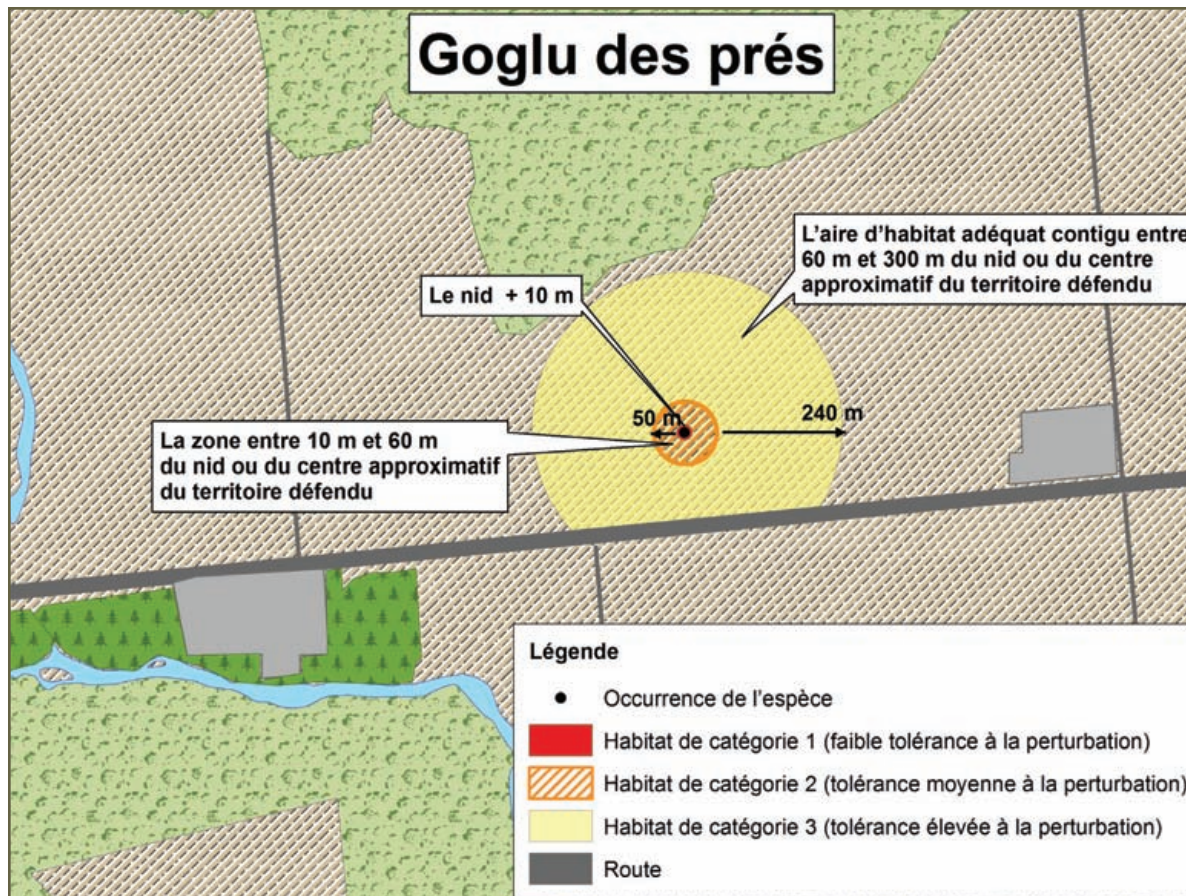 Goglu des prés
L'aire d'habitat adéquat contigu entre
60 m et 300 m du nid ou du centre
approximatif du territoire défendu
Le nid + 10 m
50 m
240 m
La zone entre 10 m et 60 m
du nid ou du centre approximatif
du territoire défendu
Légende
Occurrence de l'espèce
Habitat de catégorie 1 (faible tolérance à la perturbation)
Habitat de catégorie 2 (tolérance moyenne à la perturbation)
Habitat de catégorie 3 (tolérance élevée à la perturbation)
Route